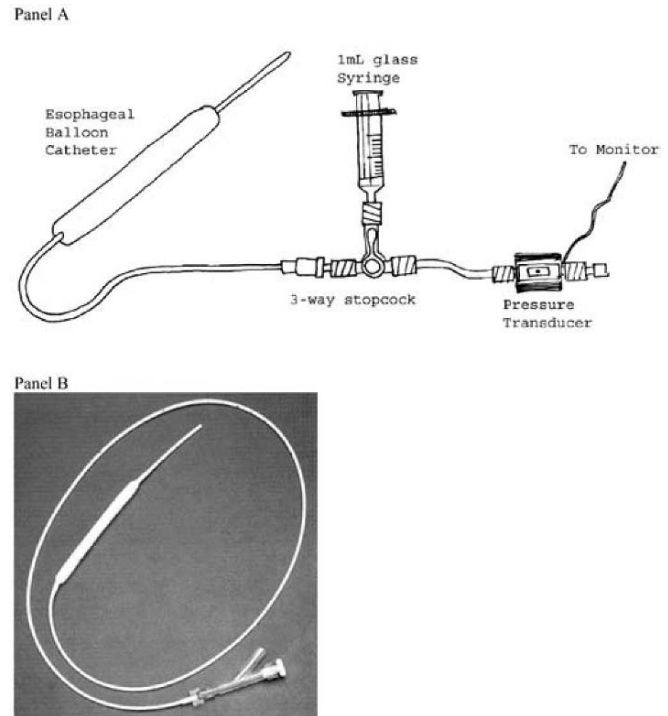 Panel A
1mL glass
Syringe
Esophageal
Balloon
Catheter
To Monitor
3-way stopcock
Pressure
Transducer
Panel B